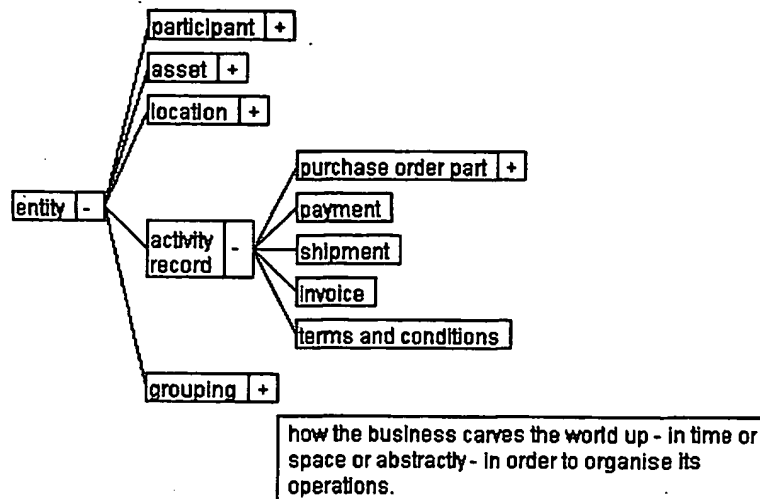 participant +
asset +
location +
purchase order part +
entity -
payment
activity
record -
shipment
invoice
terms and conditions
grouping +
how the business carves the world up - in time or
space or abstractly - in order to organise its
operations.